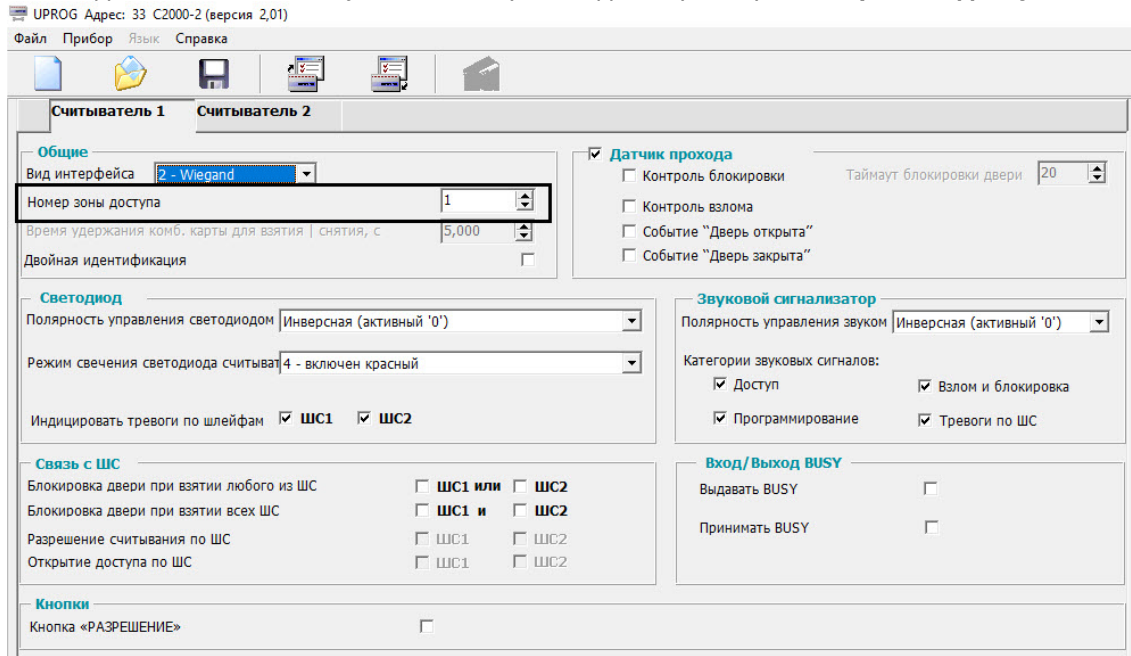 UPROG Адрес: 33 С2000-2 (версия 2,01)
Файл Прибор Язык Справка
Считыватель 1 Считыватель 2
Общие
Вид интерфейса 2 - Wiegand
Номер зоны доступа 1
Время удержания комб. карты для взятия | снятия, с 5,000
Двойная идентификация
Датчик прохода
Контроль блокировки Таймаут блокировки двери 20
Контроль взлома
Событие "Дверь открыта"
Событие "Дверь закрыта"
Светодиод
Полярность управления светодиодом Инверсная (активный '0')
Режим свечения светодиода считыват 4 - включен красный
Индицировать тревоги по шлейфам ШС1 ШС2
Звуковой сигнализатор
Полярность управления звуком Инверсная (активный '0')
Категории звуковых сигналов:
Доступ Взлом и блокировка
Программирование Тревоги по ШС
Связь с ШС
Блокировка двери при взятии любого из ШС ШС1 или ШС2
Блокировка двери при взятии всех ШС ШС1 и ШС2
Разрешение считывания по ШС ШС1 ШС2
Открытие доступа по ШС ШС1 ШС2
Вход/Выход BUSY
Выдавать BUSY
Принимать BUSY
Кнопки
Кнопка «РАЗРЕШЕНИЕ»